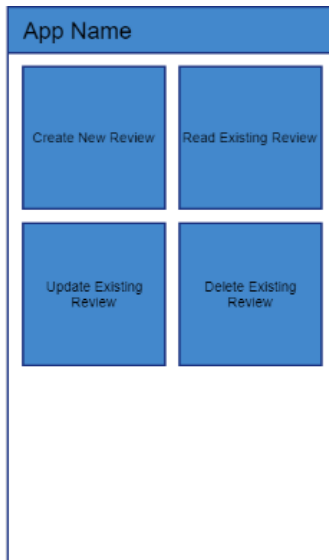 App Name
Create New Review
Read Existing Review
Update Existing
Review
Delete Existing
Review